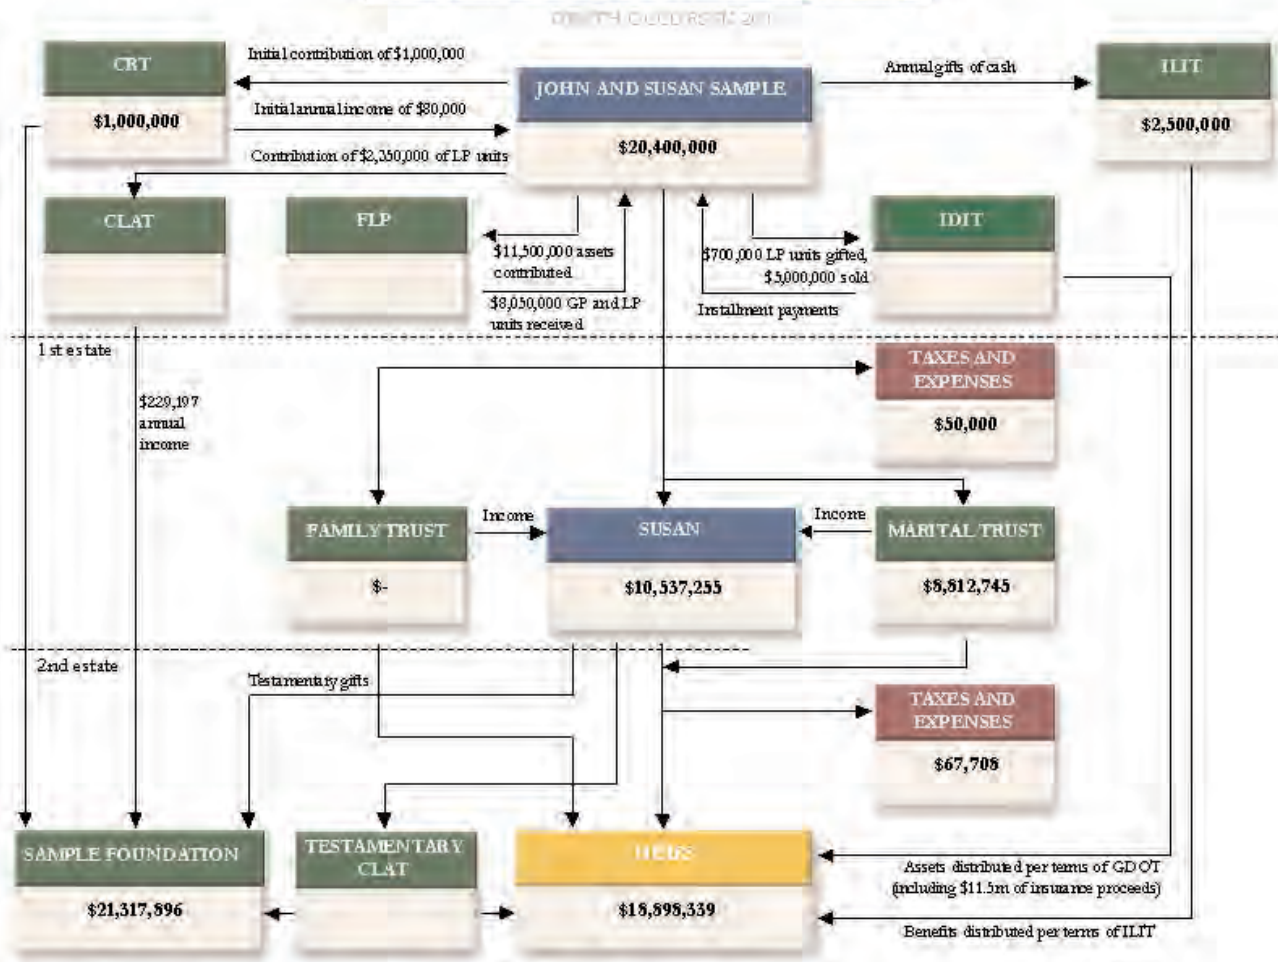 CRT
$1,000,000
Initial contribution of $1,000,000
Initial annual income of $80,000
Contribution of $2,350,000 of LP units
JOHN AND SUSAN SAMPLE
$20,400,000
Annual gifts of cash
ILIT
$2,500,000
CLAT
FLP
$11,500,000 assets
contributed
$8,050,000 GP and LP
units received
$700,000 LP units gifted,
$5,000,000 sold
Installment payments
IDIT
1st estate
$229,197
annual
income
TAXES AND
EXPENSES
$50,000
FAMILY TRUST
$-
Income
SUSAN
$10,537,255
Income
MARITAL TRUST
$8,812,745
2nd estate
Testamentary gifts
TAXES AND
EXPENSES
$67,708
SAMPLE FOUNDATION
$21,317,896
TESTAMENTARY
CLAT
$18,898,339
Assets distributed per terms of GDOT
(including $11.5m of insurance proceeds)
Benefits distributed per terms of ILIT